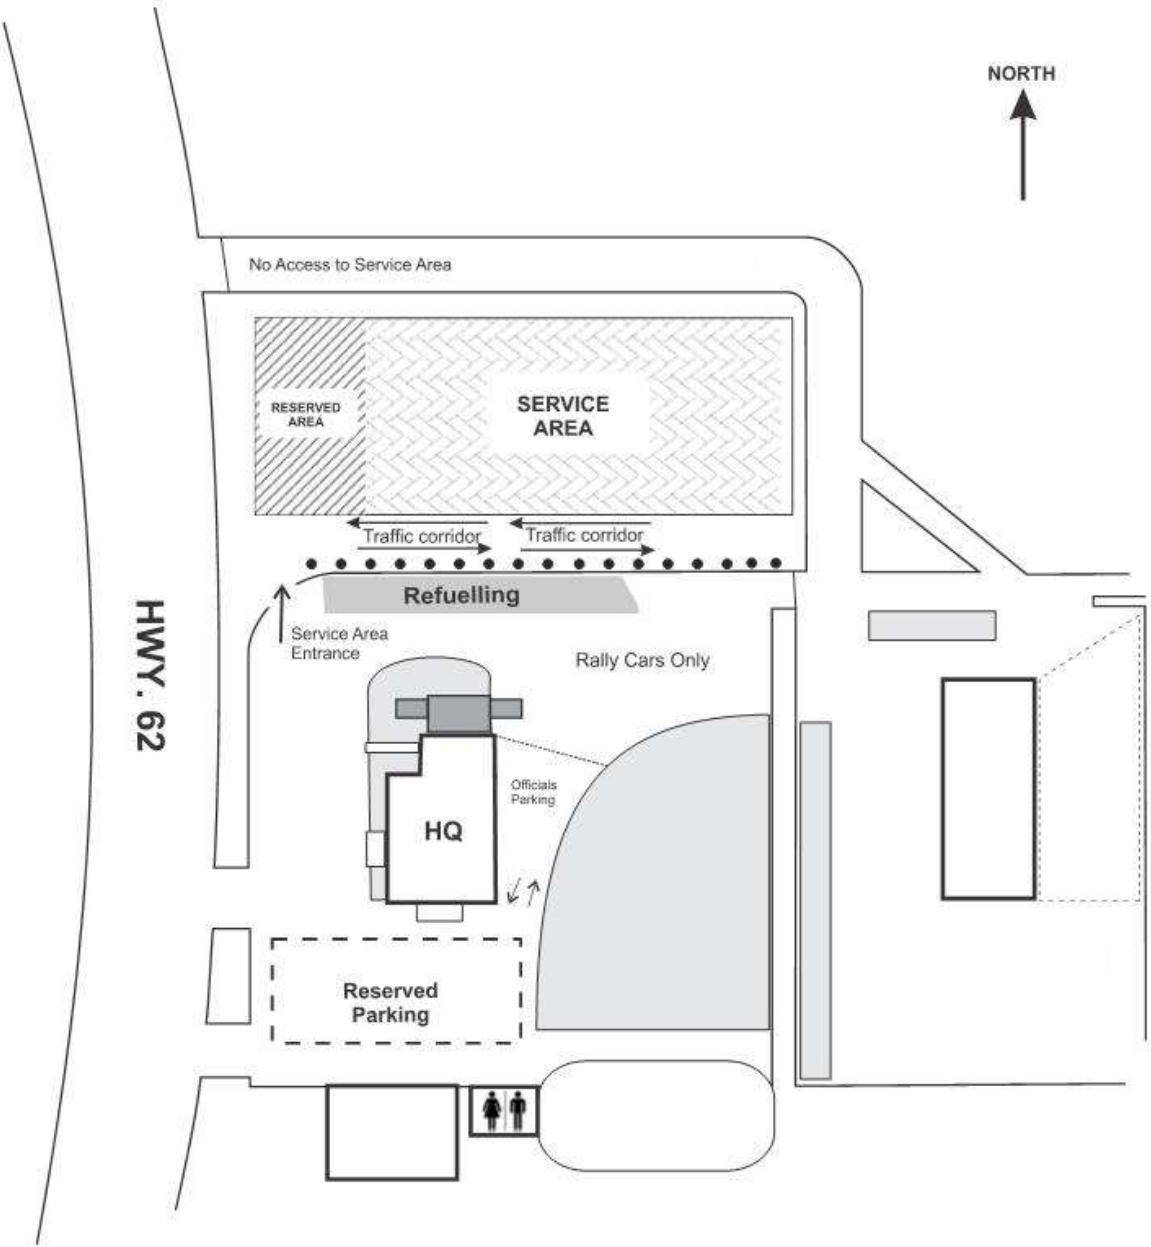 NORTH
No Access to Service Area
RESERVED
AREA
SERVICE
AREA
Traffic corridor
Traffic corridor
Refuelling
Service Area
Entrance
Rally Cars Only
HWY. 62
Officials
Parking
HQ
Reserved
Parking